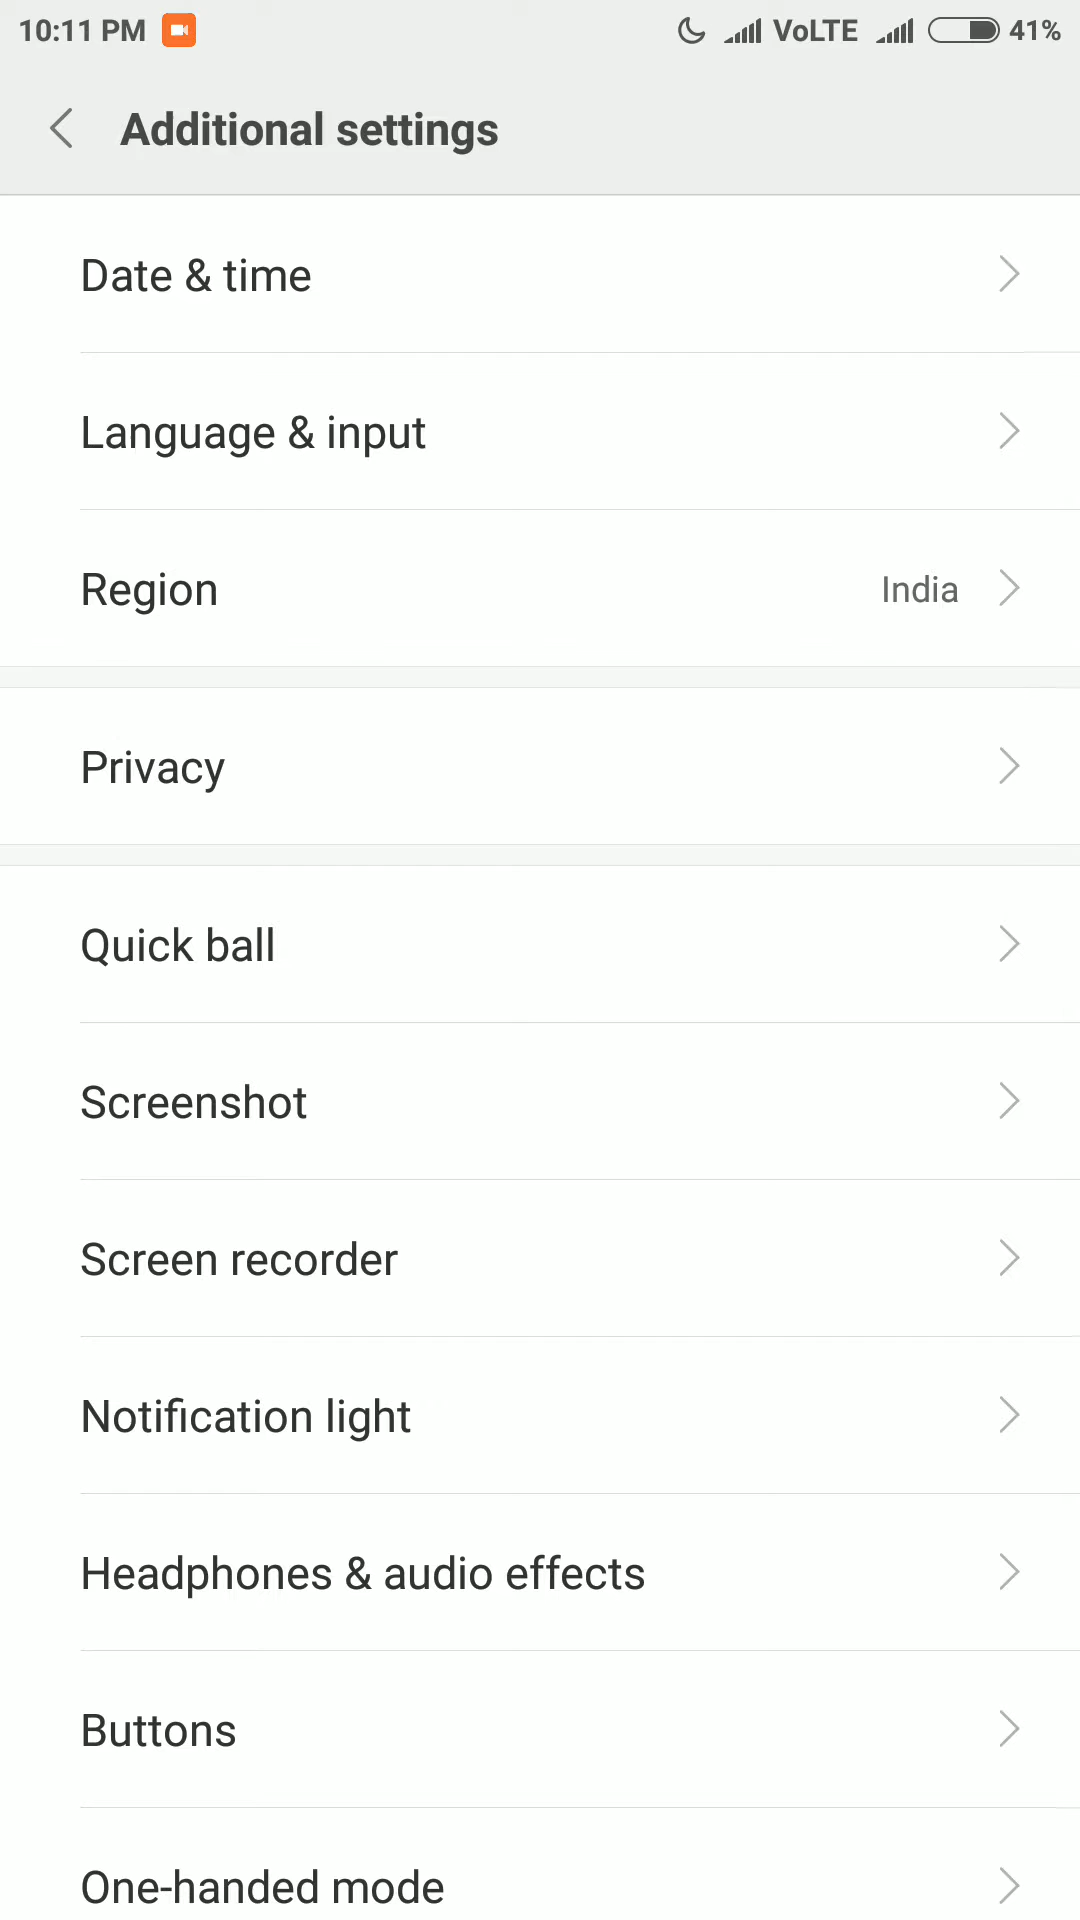 10:11 PM VoLTE 41%
Additional settings
Date & time
Language & input
Region India
Privacy
Quick ball
Screenshot
Screen recorder
Notification light
Headphones & audio effects
Buttons
One-handed mode